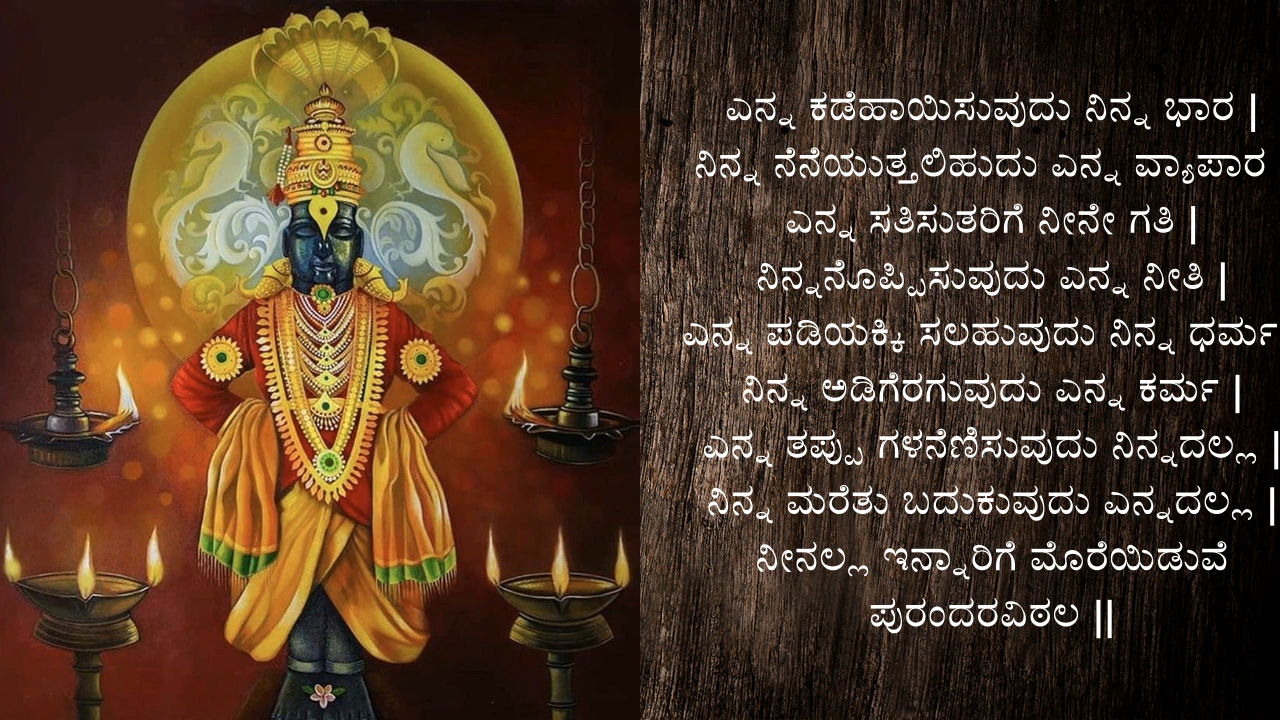 ಎನ್ನ ಕಡೆಹಾಯಿಸುವುದು ನಿನ್ನ ಭಾರ |
ನಿನ್ನ ನೆನೆಯುತ್ತಲಿಹುದು ಎನ್ನ ವ್ಯಾಪಾರ
ಎನ್ನ ಸತಿಸುತರಿಗೆ ನೀನೇ ಗತಿ |
ನಿನ್ನನೊಪ್ಪಿಸುವುದು ಎನ್ನ ನೀತಿ |
ಎನ್ನ ಪಡಿಯಕ್ಕಿ ಸಲಹುವುದು ನಿನ್ನ ಧರ್ಮ
ನಿನ್ನ ಅಡಿಗೆರಗುವುದು ಎನ್ನ ಕರ್ಮ |
ಎನ್ನ ತಪ್ಪು ಗಳನೆಣಿಸುವುದು ನಿನ್ನದಲ್ಲ |
ನಿನ್ನ ಮರೆತು ಬದುಕುವುದು ಎನ್ನದಲ್ಲ |
ನೀನಲ್ಲ ಇನ್ನಾರಿಗೆ ಮೊರೆಯಿಡುವೆ
ಪುರಂದರವಿಠಲ ||